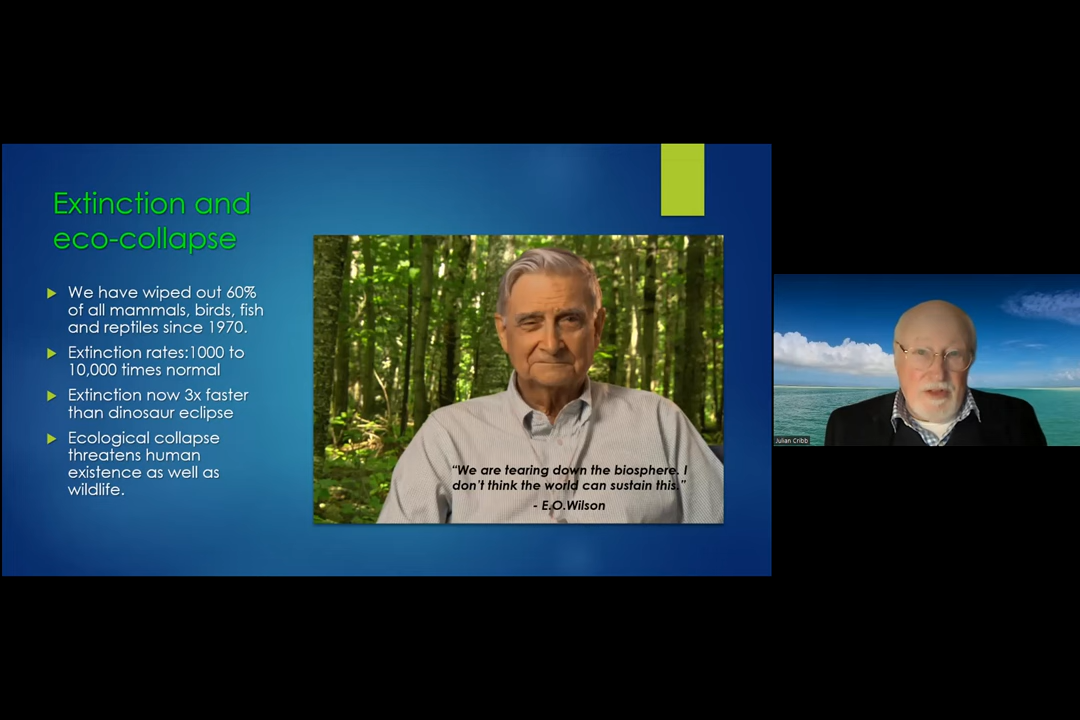 Extinction and
eco-collapse
We have wiped out 60%
of all mammals, birds, fish
and reptiles since 1970.
Extinction rates:1000 to
10,000 times normal
Extinction now 3x faster
than dinosaur eclipse
Ecological collapse
threatens human
existence as well as
wildlife.
“We are tearing down the biosphere. I
don’t think the world can sustain this.”
- E.O.Wilson
Julian Cribb